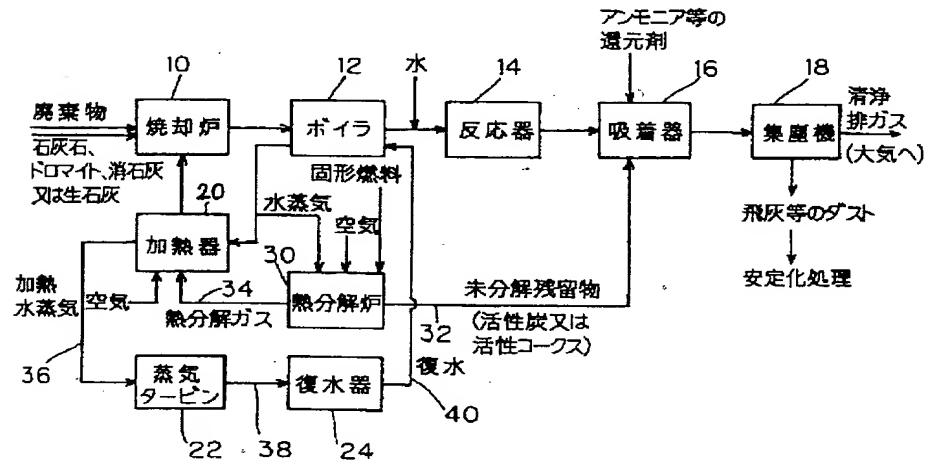 アンモニア等の
還元剤
10
12
水
14
16
18
廃棄物
焼却炉
ボイラ
反応器
吸着器
集塵機
清浄
排ガス
(大気へ)
石灰石、
ドロマイト、消石灰
又は生石灰
固形燃料
20
水蒸気
空気
飛灰等のダスト
加熱器
安定化処理
加熱
水蒸気
空気
30
34
熱分解炉
熱分解ガス
未分解残留物
32
(活性炭又は
活性コークス)
36
蒸気
タービン
復水器
復水
22
38
24
40